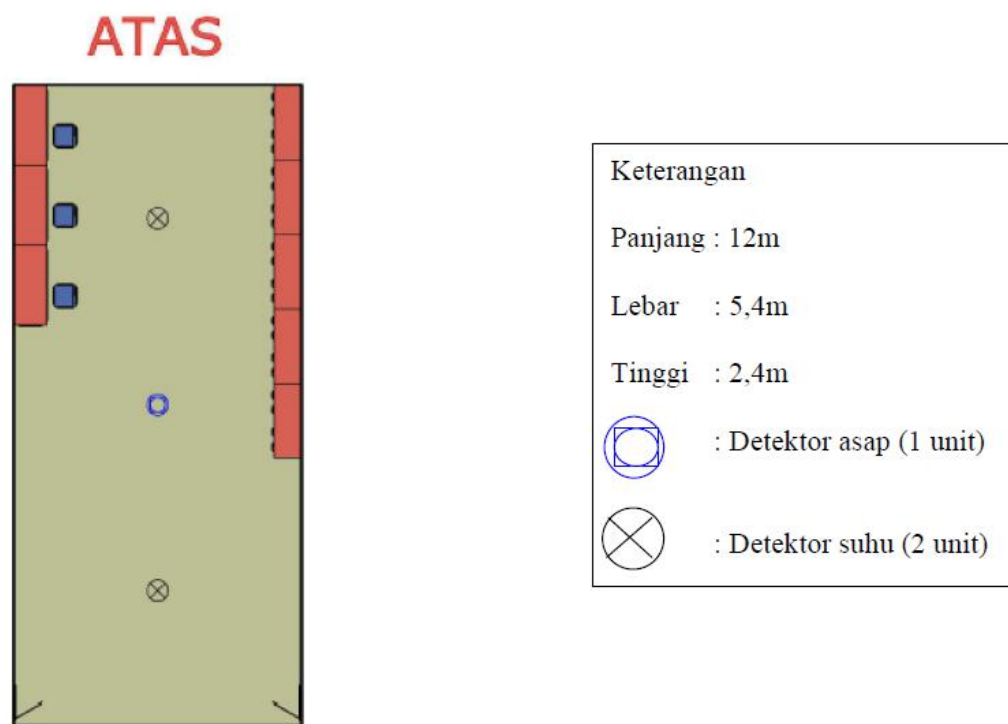 ATAS
Keterangan
Panjang : 12m
Lebar : 5,4m
Tinggi : 2,4m
: Detektor asap (1 unit)
: Detektor suhu (2 unit)